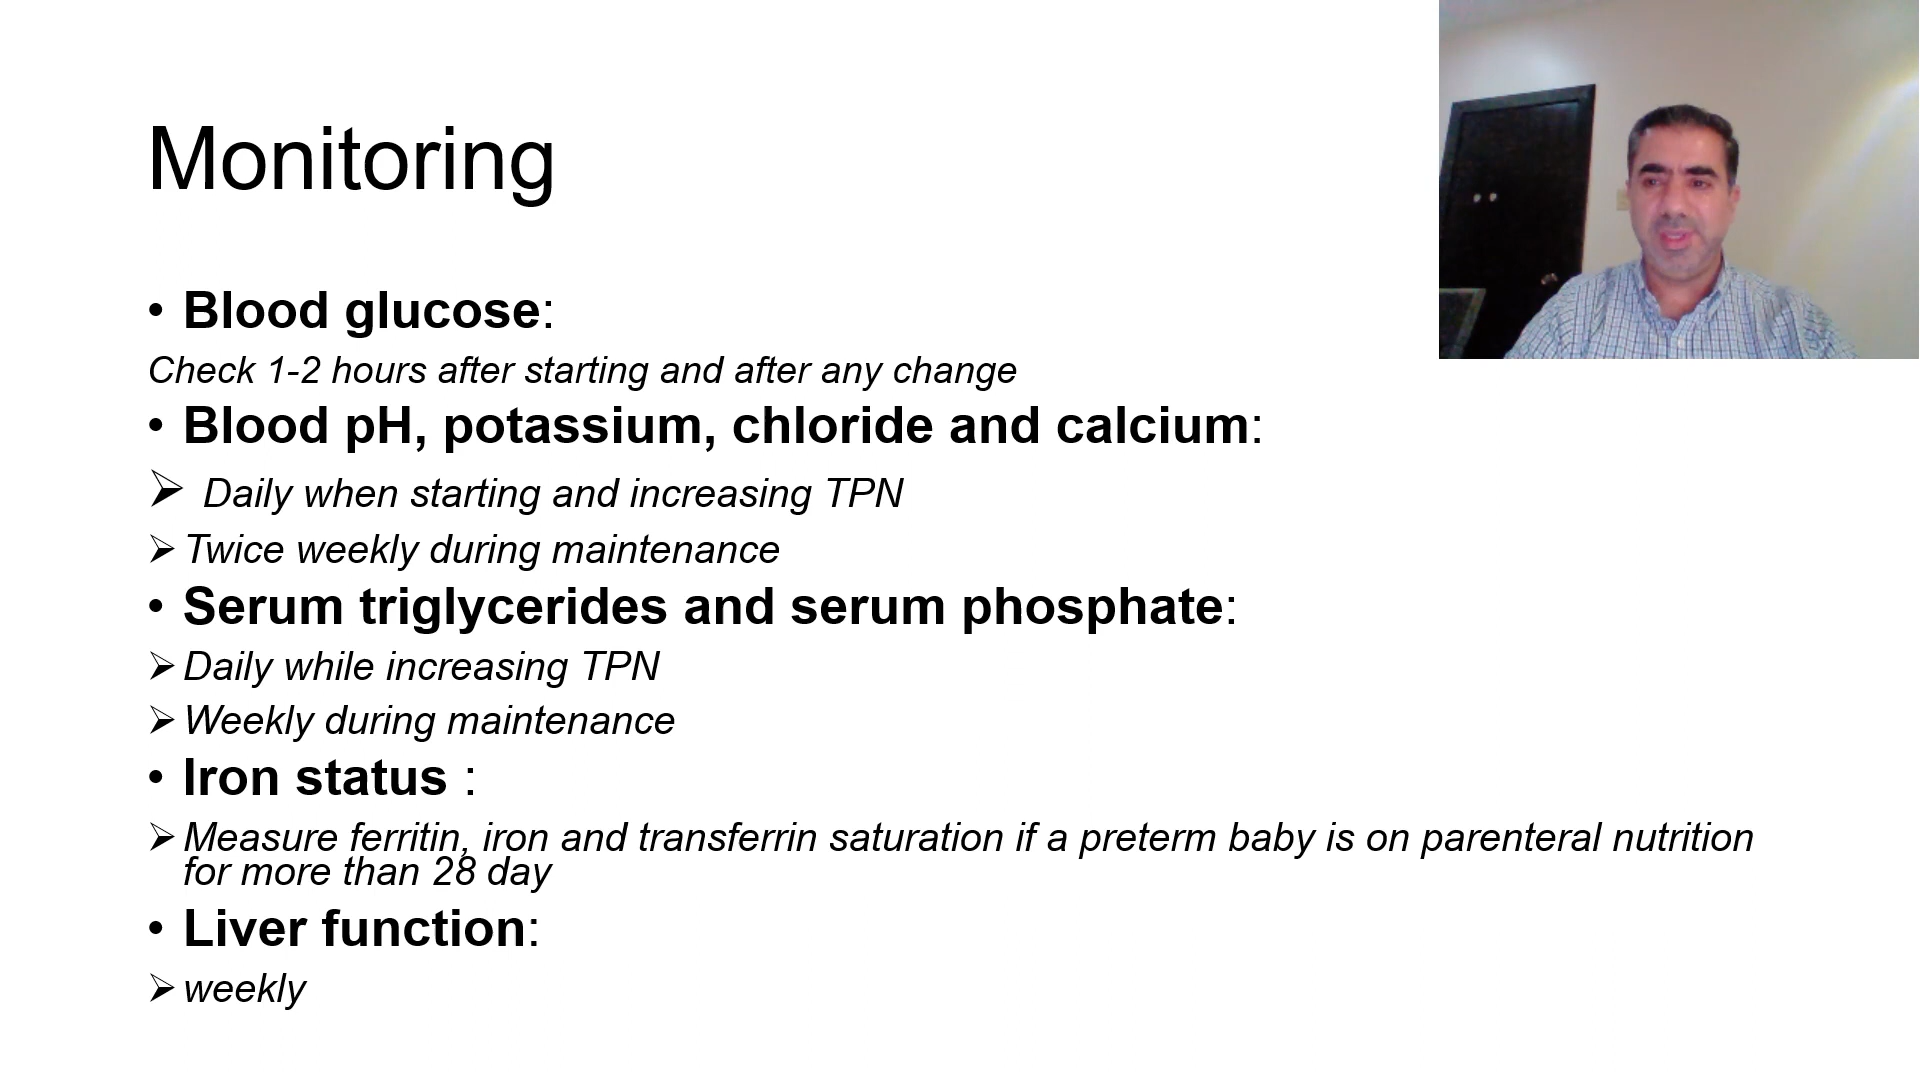 Monitoring
• Blood glucose:
Check 1-2 hours after starting and after any change
• Blood pH, potassium, chloride and calcium:
➢ Daily when starting and increasing TPN
➢ Twice weekly during maintenance
• Serum triglycerides and serum phosphate:
➢ Daily while increasing TPN
➢ Weekly during maintenance
• Iron status :
➢ Measure ferritin, iron and transferrin saturation if a preterm baby is on parenteral nutrition
for more than 28 day
• Liver function:
➢ weekly